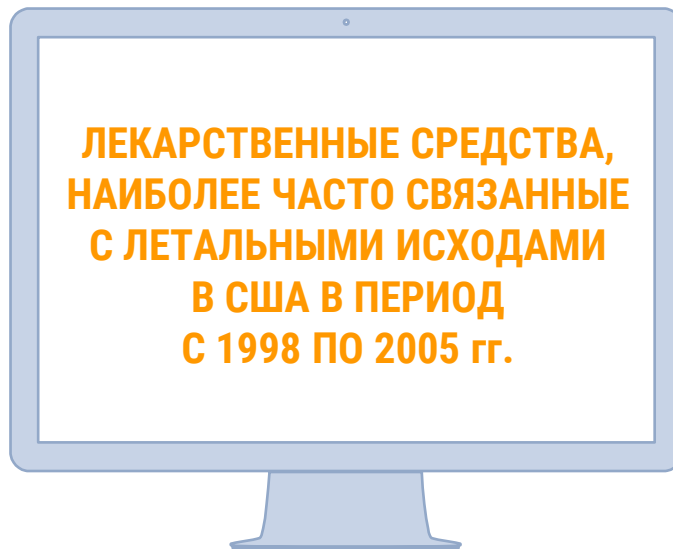 ЛЕКАРСТВЕННЫЕ СРЕДСТВА,
НАИБОЛЕЕ ЧАСТО СВЯЗАННЫЕ
С ЛЕТАЛЬНЫМИ ИСХОДАМИ
В США В ПЕРИОД
С 1998 ПО 2005 гг.